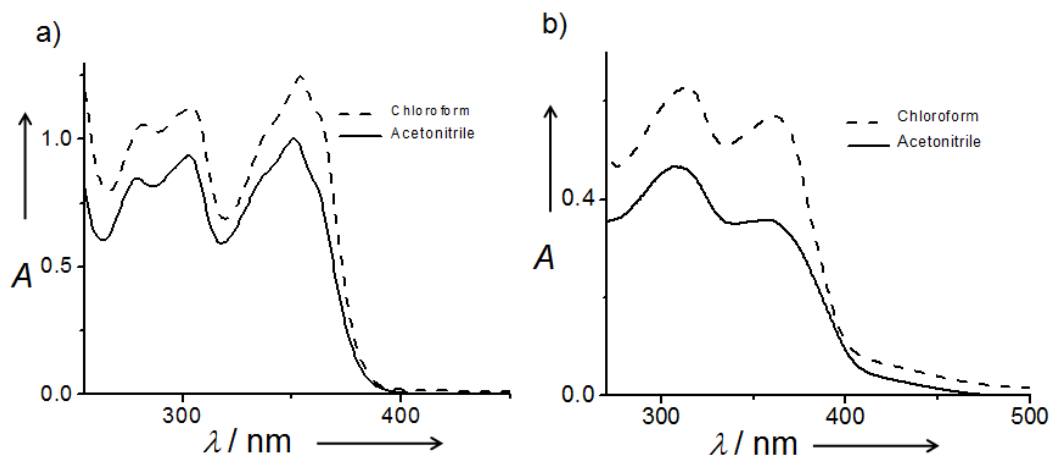 a)
Chloroform
Acetonitrile
1.0
0.5
0.0
A
300
400
λ / nm
b)
Chloroform
Acetonitrile
0.4
0.0
A
300
400
500
λ / nm